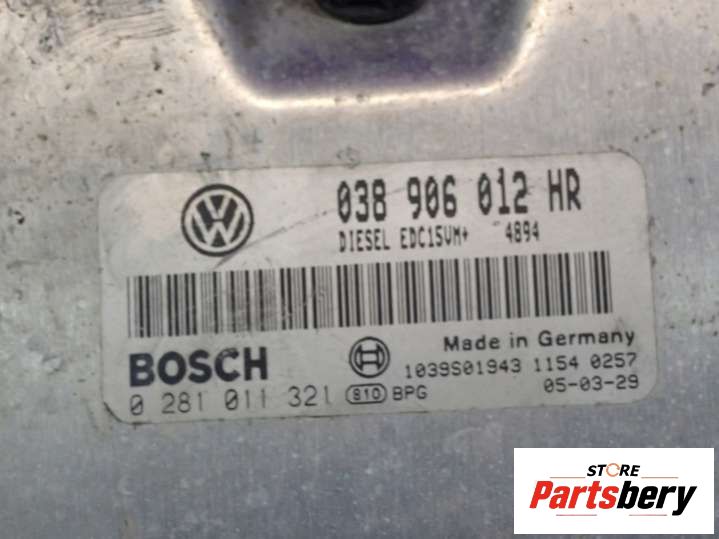 038 906 012 HR
DIESEL EDC15VM+ 4894
BOSCH
Made in Germany
1039S01943 1154 0257
0 281 011 321 810 BPG 05-03-29
STORE
Partsbery